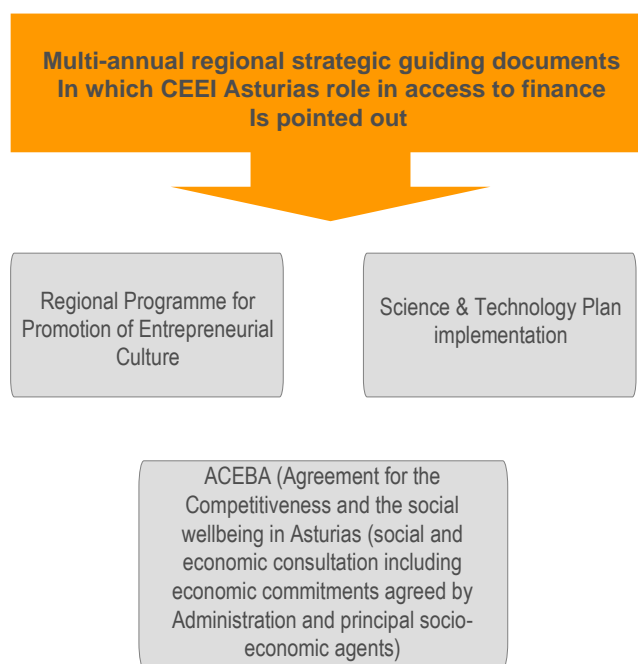 Multi-annual regional strategic guiding documents
In which CEEI Asturias role in access to finance
Is pointed out
Regional Programme for
Promotion of Entrepreneurial
Culture
Science & Technology Plan
implementation
ACEBA (Agreement for the
Competitiveness and the social
wellbeing in Asturias (social and
economic consultation including
economic commitments agreed by
Administration and principal socio-
economic agents)